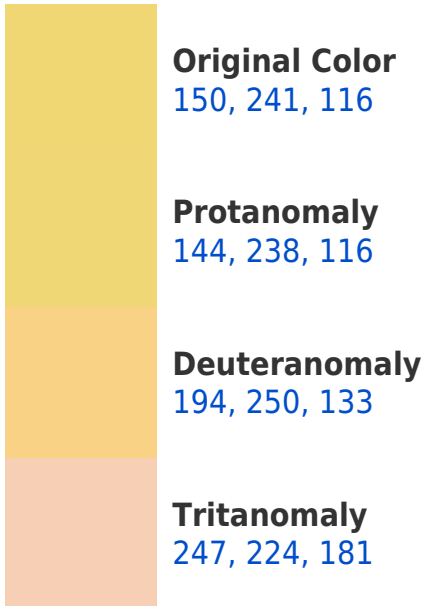 Original Color
150, 241, 116
Protanomaly
144, 238, 116
Deuteranomaly
194, 250, 133
Tritanomaly
247, 224, 181